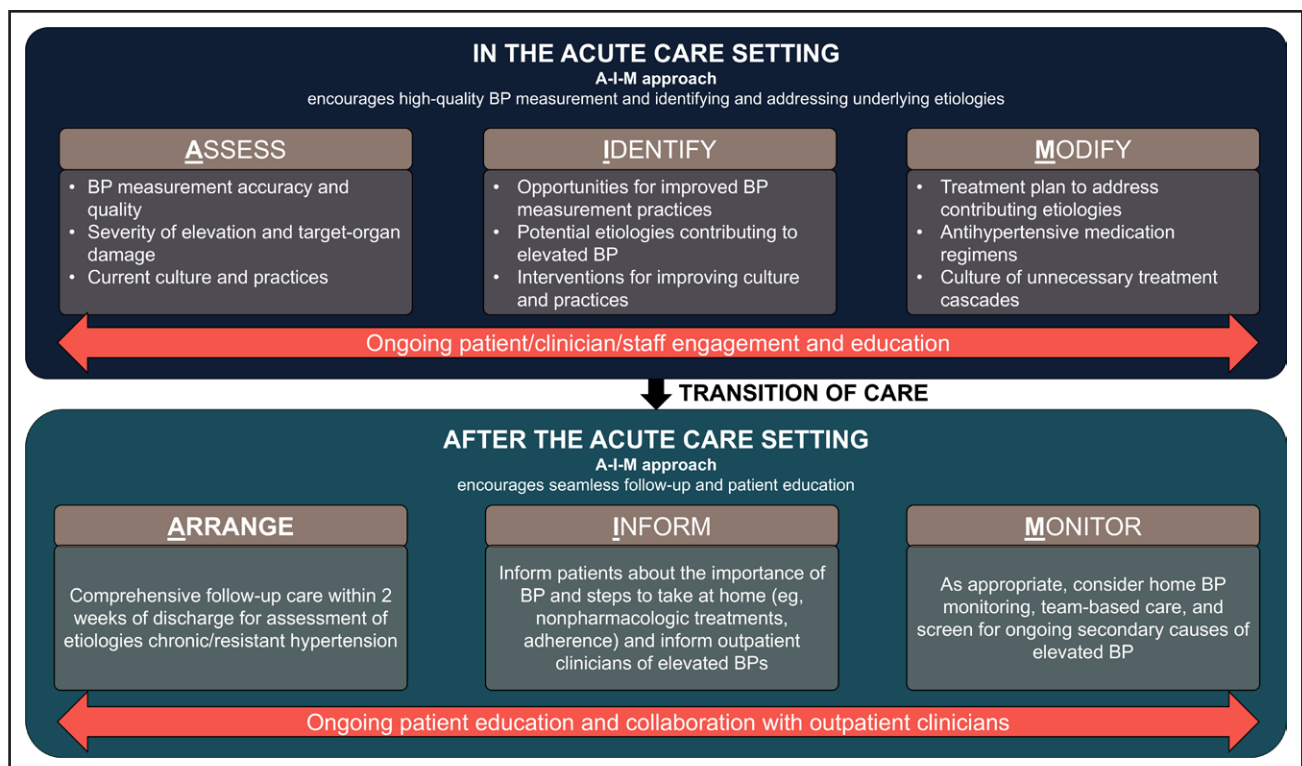 IN THE ACUTE CARE SETTING
A-I-M approach
encourages high-quality BP measurement and identifying and addressing underlying etiologies
ASSESS
• BP measurement accuracy and
quality
• Severity of elevation and target-organ
damage
• Current culture and practices
IDENTIFY
• Opportunities for improved BP
measurement practices
• Potential etiologies contributing to
elevated BP
• Interventions for improving culture
and practices
MODIFY
• Treatment plan to address
contributing etiologies
• Antihypertensive medication
regimens
• Culture of unnecessary treatment
cascades
Ongoing patient/clinician/staff engagement and education
TRANSITION OF CARE
AFTER THE ACUTE CARE SETTING
A-I-M approach
encourages seamless follow-up and patient education
ARRANGE
Comprehensive follow-up care within 2
weeks of discharge for assessment of
etiologies chronic/resistant hypertension
INFORM
Inform patients about the importance of
BP and steps to take at home (eg,
nonpharmacologic treatments,
adherence) and inform outpatient
clinicians of elevated BPs
MONITOR
As appropriate, consider home BP
monitoring, team-based care, and
screen for ongoing secondary causes of
elevated BP
Ongoing patient education and collaboration with outpatient clinicians